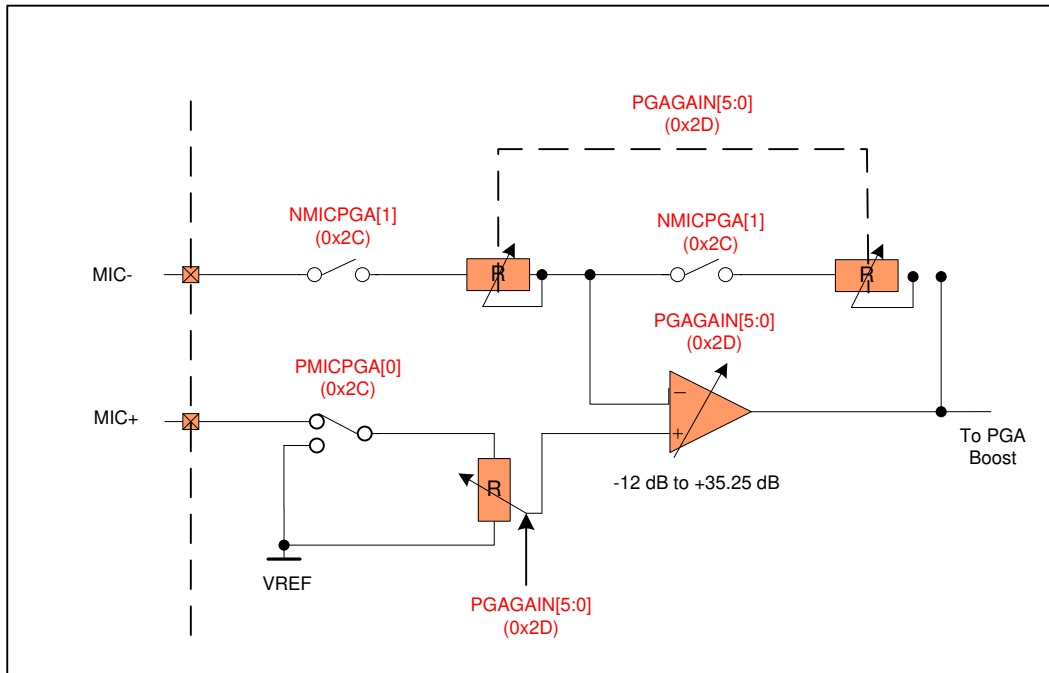 PGAGAIN[5:0]
(0x2D)
NMICPGA[1]
(0x2C)
NMICPGA[1]
(0x2C)
MIC-
R
R
PGAGAIN[5:0]
(0x2D)
PMICPGA[0]
(0x2C)
MIC+
−
+
To PGA
Boost
R
-12 dB to +35.25 dB
VREF
PGAGAIN[5:0]
(0x2D)